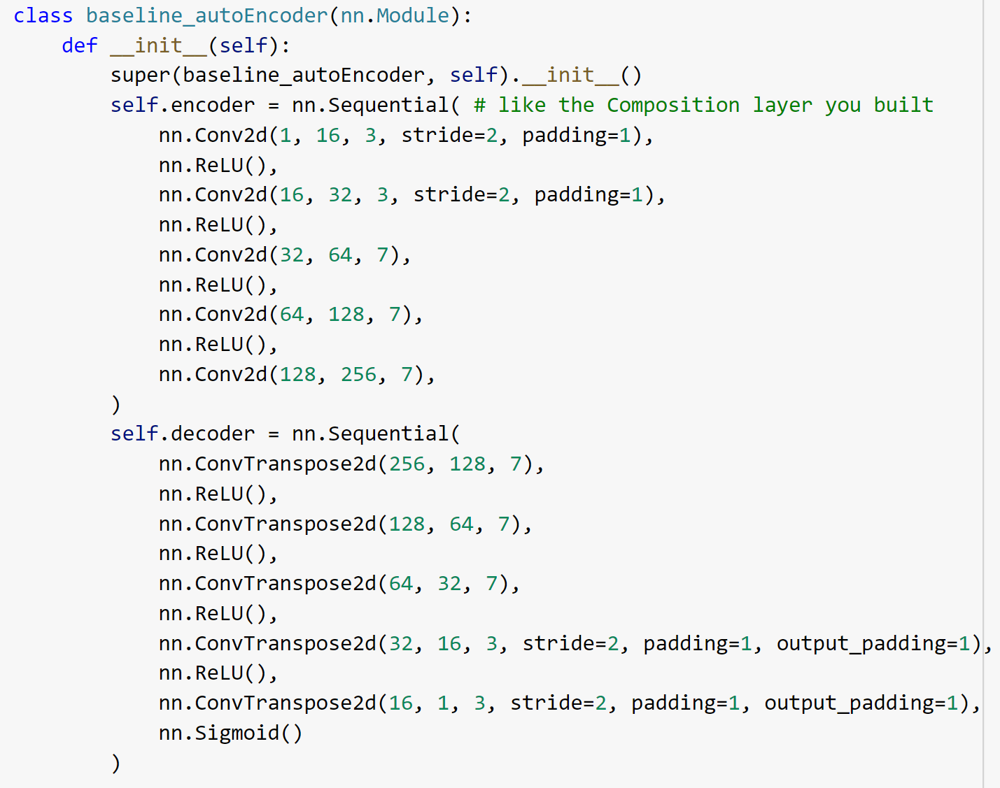 class baseline_autoEncoder(nn.Module):
    def __init__(self):
        super(baseline_autoEncoder, self).__init__()
        self.encoder = nn.Sequential( # like the Composition layer you built
            nn.Conv2d(1, 16, 3, stride=2, padding=1),
            nn.ReLU(),
            nn.Conv2d(16, 32, 3, stride=2, padding=1),
            nn.ReLU(),
            nn.Conv2d(32, 64, 7),
            nn.ReLU(),
            nn.Conv2d(64, 128, 7),
            nn.ReLU(),
            nn.Conv2d(128, 256, 7),
        )
        self.decoder = nn.Sequential(
            nn.ConvTranspose2d(256, 128, 7),
            nn.ReLU(),
            nn.ConvTranspose2d(128, 64, 7),
            nn.ReLU(),
            nn.ConvTranspose2d(64, 32, 7),
            nn.ReLU(),
            nn.ConvTranspose2d(32, 16, 3, stride=2, padding=1, output_padding=1),
            nn.ReLU(),
            nn.ConvTranspose2d(16, 1, 3, stride=2, padding=1, output_padding=1),
            nn.Sigmoid()
        )